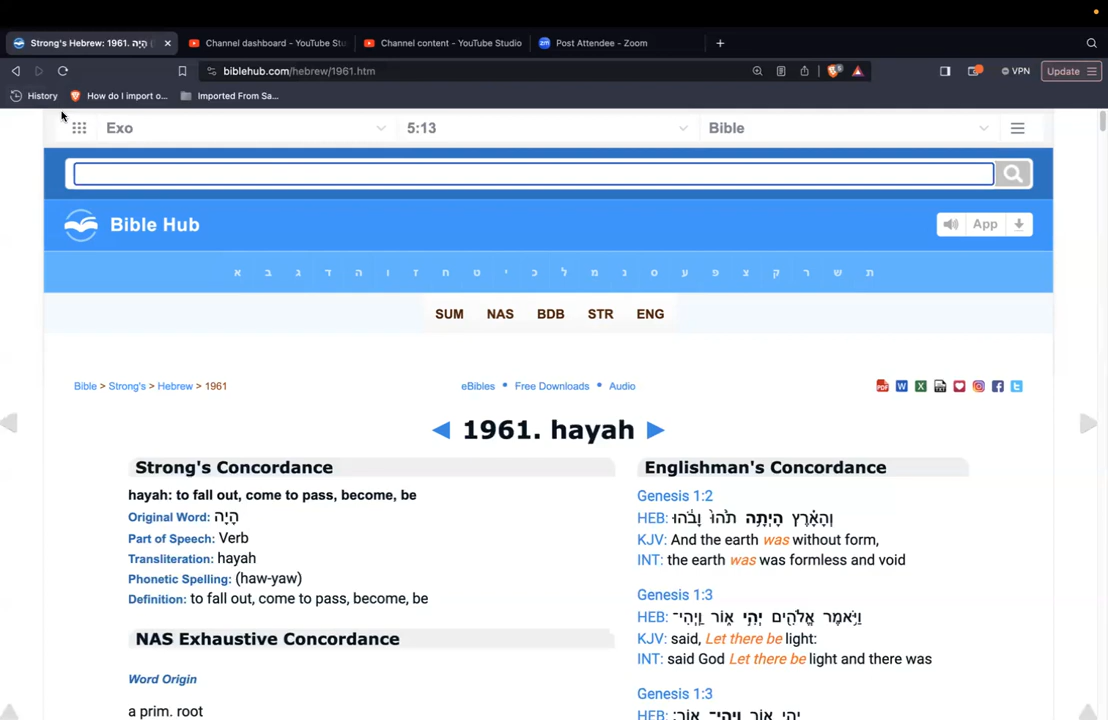 Strong's Hebrew: 1961. הָיָה (
Channel dashboard - YouTube Stu
Channel content - YouTube Studio
zm Post Attendee - Zoom
biblehub.com/hebrew/1961.htm
VPN
Update
History
How do I import o...
Imported From Sa...
Exo
5:13
Bible
Bible Hub
App
א ב ג ד ה ו ז ח ט י כ ל מ נ ס ע פ צ ק ר ש ת
SUM NAS BDB STR ENG
Bible > Strong's > Hebrew > 1961
eBibles • Free Downloads • Audio
◄ 1961. hayah ►
Strong's Concordance
hayah: to fall out, come to pass, become, be
Original Word: הָיָה
Part of Speech: Verb
Transliteration: hayah
Phonetic Spelling: (haw-yaw)
Definition: to fall out, come to pass, become, be
NAS Exhaustive Concordance
Word Origin
a prim. root
Englishman's Concordance
Genesis 1:2
HEB: וְהָאָ֗רֶץ הָיְתָ֥ה תֹ֙הוּ֙ וָבֹ֔הוּ
KJV: And the earth was without form,
INT: the earth was was formless and void
Genesis 1:3
HEB: וַיֹּ֥אמֶר אֱלֹהִ֖ים יְהִ֣י א֑וֹר וַֽיְהִי־
KJV: said, Let there be light:
INT: said God Let there be light and there was
Genesis 1:3
HEB: יְהִ֣י א֑וֹר וַֽיְהִי־ אֽוֹר׃